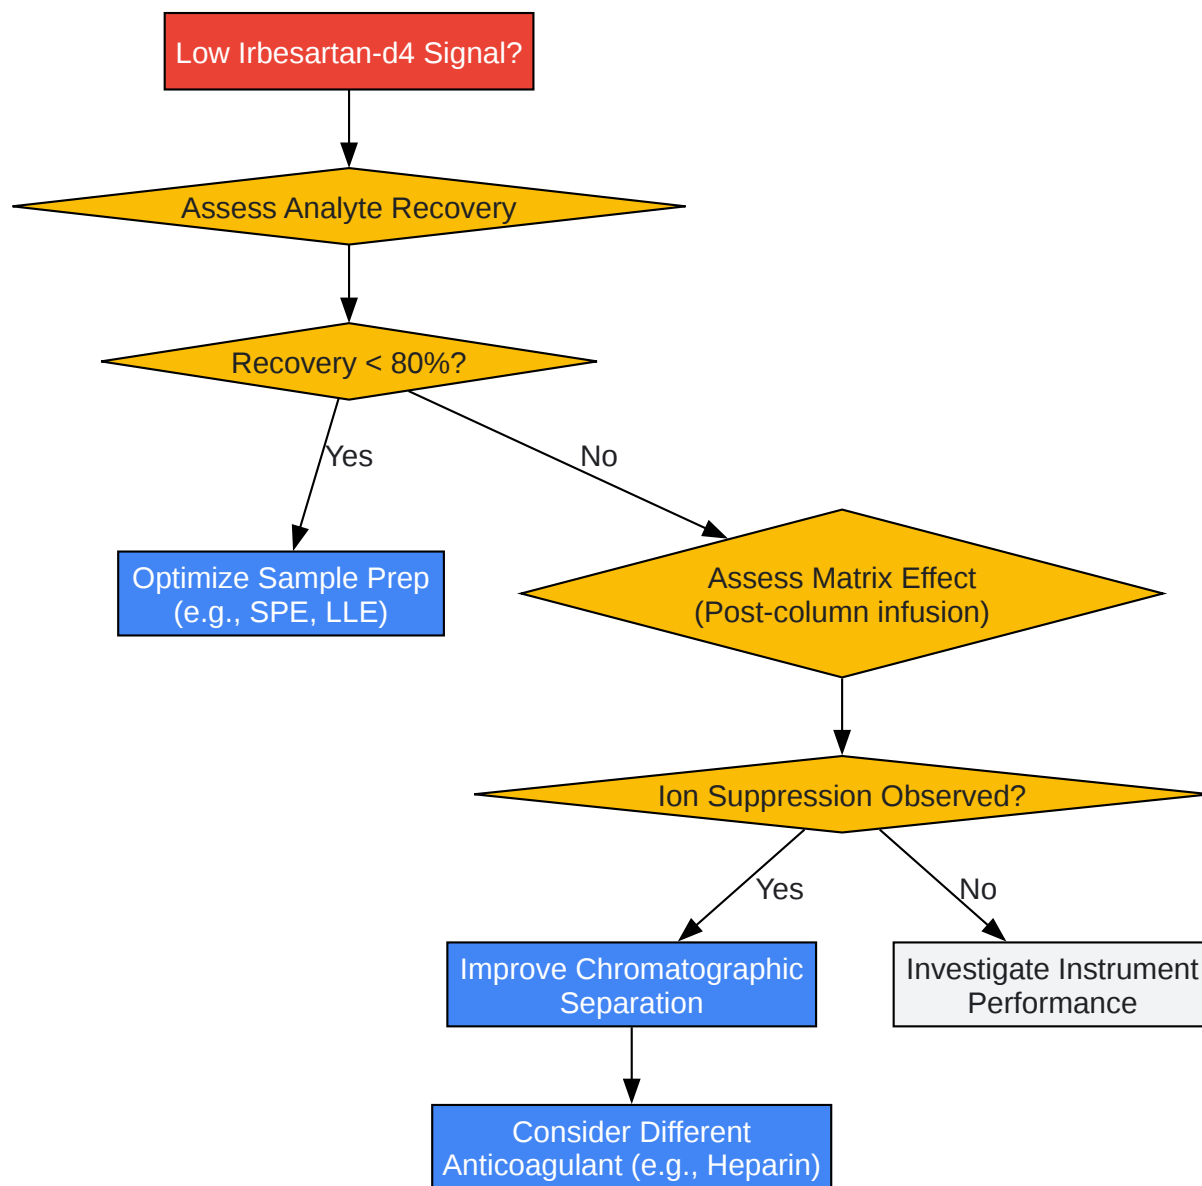 Low Irbesartan-d4 Signal?
Assess Analyte Recovery
Recovery < 80%?
Yes
No
Optimize Sample Prep
(e.g., SPE, LLE)
Assess Matrix Effect
(Post-column infusion)
Ion Suppression Observed?
Yes
No
Improve Chromatographic
Separation
Investigate Instrument
Performance
Consider Different
Anticoagulant (e.g., Heparin)